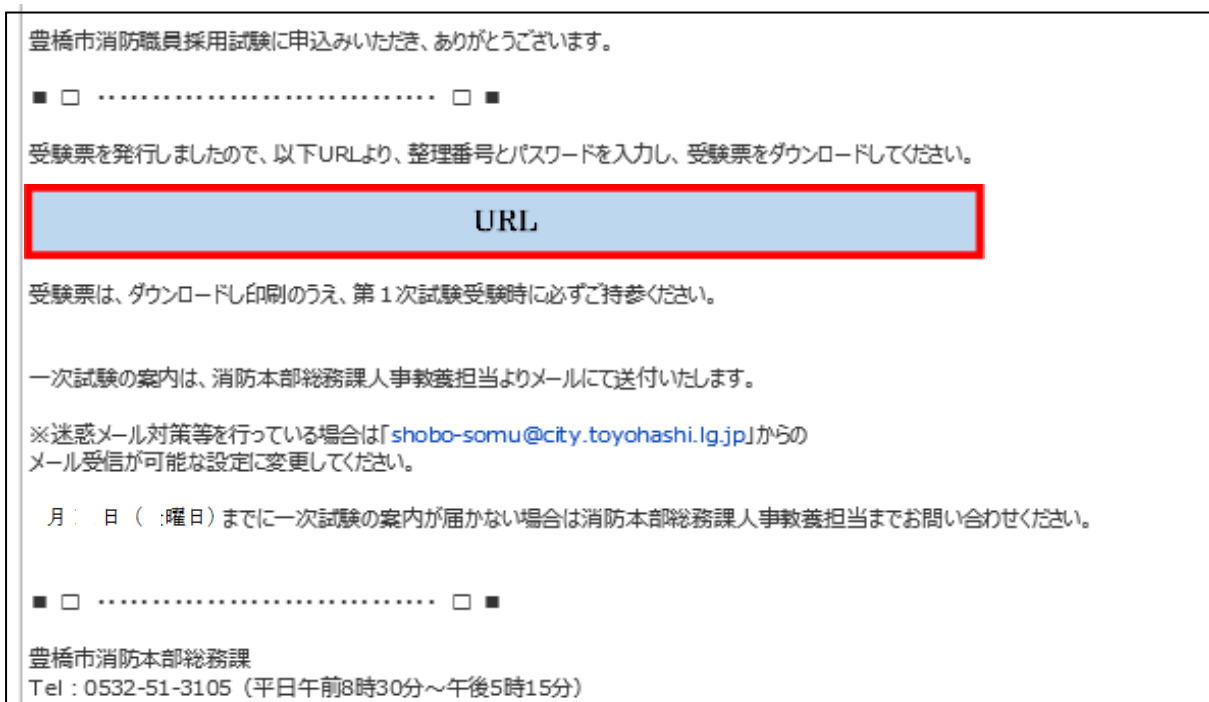 豊橋市消防職員採用試験に申込みいただき、ありがとうございます。
■ □ ‥‥‥‥‥‥‥‥‥‥‥‥‥‥‥‥ □ ■
受験票を発行しましたので、以下URLより、整理番号とパスワードを入力し、受験票をダウンロードしてください。
URL
受験票は、ダウンロードし印刷のうえ、第１次試験受験時に必ずご持参ください。
一次試験の案内は、消防本部総務課人事教養担当よりメールにて送付いたします。
※迷惑メール対策等を行っている場合は「shobo-somu@city.toyohashi.lg.jp」からの
メール受信が可能な設定に変更してください。
月 日（ 曜日）までに一次試験の案内が届かない場合は消防本部総務課人事教養担当までお問い合わせください。
■ □ ‥‥‥‥‥‥‥‥‥‥‥‥‥‥‥‥ □ ■
豊橋市消防本部総務課
Tel：0532-51-3105（平日午前8時30分～午後5時15分）